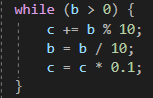 while (b > 0) {
    c += b % 10;
    b = b / 10;
    c = c * 0.1;
}